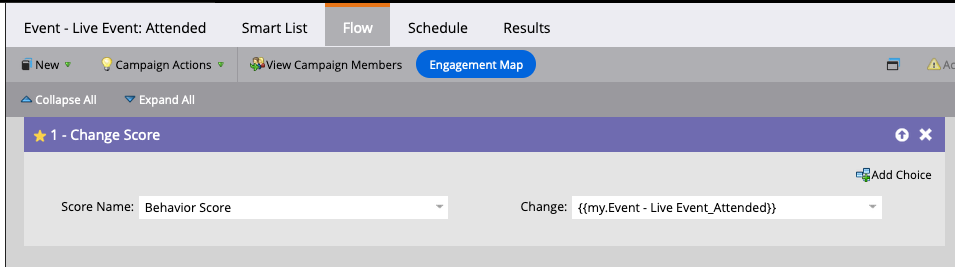 Event - Live Event: Attended Smart List Flow Schedule Results
New Campaign Actions View Campaign Members Engagement Map
Collapse All Expand All
1 - Change Score
Add Choice
Score Name: Behavior Score Change: {{my.Event - Live Event_Attended}}